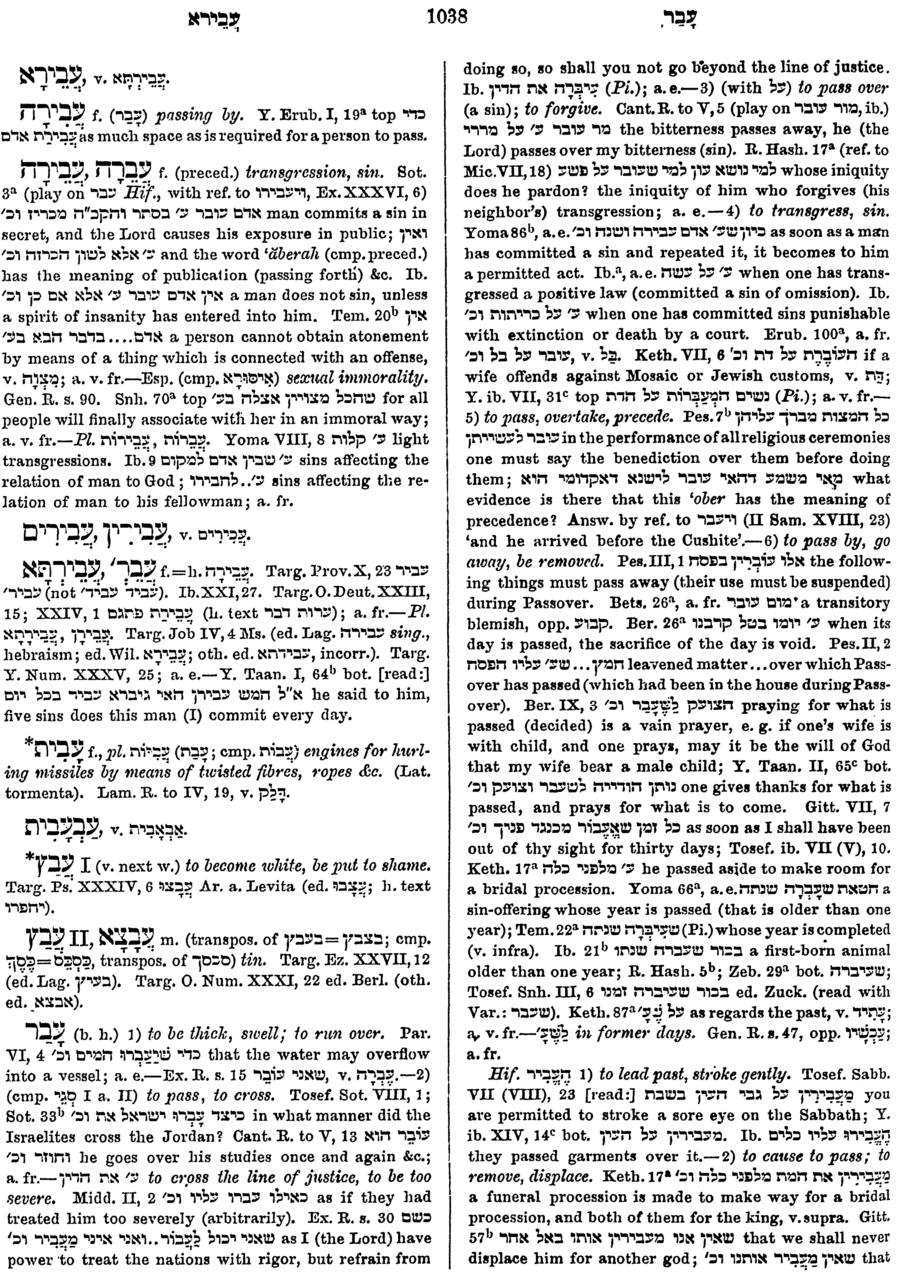 עֲבֵירָא 1038 עָבַר
עֲבֵירָא, v. עֲבֵירְתָּא.
עֲבִירָה f. (עָבַר) passing by. Y. Erub. I, 19ᵃ top כדי
עֲבִירַת אדם as much space as is required for a person to pass.
עֲבֵירָה, עֲבֵרָה f. (preced.) transgression, sin. Sot.
3ᵃ (play on עבר Hif., with ref. to ויעבירו, Ex. XXXVI, 6)
אדם עובר ע׳ בסתר והקב״ה מכריז וכ׳ man commits a sin in
secret, and the Lord causes his exposure in public; ואין
ע׳ אלא לשון הכרזה וכ׳ and the word ‘ăberah (cmp. preced.)
has the meaning of publication (passing forth) &c. Ib.
אין אדם עובר ע׳ אלא אם כן וכ׳ a man does not sin, unless
a spirit of insanity has entered into him. Tem. 20ᵇ אין
אדם....בדבר הבא בע׳ a person cannot obtain atonement
by means of a thing which is connected with an offense,
v. מִצְוָה; a. v. fr.—Esp. (cmp. אִיסּוּרָא) sexual immorality.
Gen. R. s. 90. Snh. 70ᵃ top שהכל מצויין אצלה בע׳ for all
people will finally associate with her in an immoral way;
a. v. fr.—Pl. עֲבֵירוֹת, עֲבֵרוֹת. Yoma VIII, 8 ע׳ קלות light
transgressions. Ib. 9 ע׳ שבין אדם למקום sins affecting the
relation of man to God; ע׳..לחבירו sins affecting the re-
lation of man to his fellowman; a. fr.
עֲבִירִין, עֲבִירִים, v. עֲכִירִים.
עֲבֵירְתָּא, עֲבֵר׳ f.=h. עֲבֵירָה. Targ. Prov. X, 23 עביר
עביר׳ (not עביד עביד׳). Ib. XXI, 27. Targ. O. Deut. XXIII,
15; XXIV, 1 עֲבֵירַת פתגם (h. text ערות דבר); a. fr.—Pl.
עֲבֵירָן, עֲבֵירָתָא. Targ. Job IV, 4 Ms. (ed. Lag. עבירה sing.,
hebraism; ed. Wil. עֲבֵירָא; oth. ed. עבידתא, incorr.). Targ.
Y. Num. XXXV, 25; a. e.—Y. Taan. I, 64ᵇ bot. [read:]
א״ל חמש עבירן האי גיברא עביד בכל יום he said to him,
five sins does this man (I) commit every day.
*עָבִית f., pl. עֲבִיּוֹת (עָבַת; cmp. עֲבוֹת) engines for hurl-
ing missiles by means of twisted fibres, ropes &c. (Lat.
tormenta). Lam. R. to IV, 19, v. דָּלַק.
עַבְעָבִית, v. אֲבָאָבִית.
*עֲבַץ I (v. next w.) to become white, be put to shame.
Targ. Ps. XXXIV, 6 עֲבָצוּ Ar. a. Levita (ed. עֲצָבוּ; h. text
יחפרו).
עֲבַץ II, עֲבָצָא m. (transpos. of בעבץ=בצבץ; cmp.
כְּסַף=כְּסַפְּס, transpos. of סכסך) tin. Targ. Ez. XXVII, 12
(ed. Lag. בעיץ). Targ. O. Num. XXXI, 22 ed. Berl. (oth.
ed. אבצא).
עָבַר (b. h.) 1) to be thick, swell; to run over. Par.
VI, 4 כדי שֶׁיַּעַבְרוּ המים וכ׳ that the water may overflow
into a vessel; a. e.—Ex. R. s. 15 שאני עוֹבֵר, v. עֶבְרָה.—2)
(cmp. סְגֵי I a. II) to pass, to cross. Tosef. Sot. VIII, 1;
Sot. 33ᵇ כיצד עָבְרוּ ישראל את וכ׳ in what manner did the
Israelites cross the Jordan? Cant. R. to V, 13 עוֹבֵר הוא
וחוזר וכ׳ he goes over his studies once and again &c.;
a. fr.—ע׳ את הדין to cross the line of justice, to be too
severe. Midd. II, 2 כאילו עברו עליו וכ׳ as if they had
treated him too severely (arbitrarily). Ex. R. s. 30 כשם
שאני יכול לַעֲבוֹר..ואני איני מַעֲבִיר וכ׳ as I (the Lord) have
power to treat the nations with rigor, but refrain from
doing so, so shall you not go beyond the line of justice.
Ib. עִיבְּרָה את הדין (Pi.); a. e.—3) (with על) to pass over
(a sin); to forgive. Cant. R. to V, 5 (play on מור עובר, ib.)
מר עובר ע׳ על מררי the bitterness passes away, he (the
Lord) passes over my bitterness (sin). R. Hash. 17ᵃ (ref. to
Mic. VII, 18) למי נושא עון למי שעובר על פשע whose iniquity
does he pardon? the iniquity of him who forgives (his
neighbor’s) transgression; a. e.—4) to transgress, sin.
Yoma 86ᵇ, a. e. כיון שע׳ אדם עבירה ושנה וכ׳ as soon as a man
has committed a sin and repeated it, it becomes to him
a permitted act. Ib.ᵃ, a. e. ע׳ על עשה when one has trans-
gressed a positive law (committed a sin of omission). Ib.
ע׳ על כריתות וכ׳ when one has committed sins punishable
with extinction or death by a court. Erub. 100ᵃ, a. fr.
עובר על בל וכ׳, v. בַּל. Keth. VII, 6 העוֹבֶרֶת על דת וכ׳ if a
wife offends against Mosaic or Jewish customs, v. דָּת;
Y. ib. VII, 31ᶜ top נשים המְעַבְּרוֹת על הדת (Pi.); a. v. fr.—
5) to pass, overtake, precede. Pes. 7ᵇ כל המצות מברך עליהן
עובר לעשייתן in the performance of all religious ceremonies
one must say the benediction over them before doing
them; מאי משמע דהאי עובר לישנא דאקדומי הוא what
evidence is there that this ‘ober has the meaning of
precedence? Answ. by ref. to ויעבר (II Sam. XVIII, 23)
‘and he arrived before the Cushite’.—6) to pass by, go
away, be removed. Pes. III, 1 אלו עוֹבְרִין בפסח the follow-
ing things must pass away (their use must be suspended)
during Passover. Bets. 26ᵃ, a. fr. מום עובר a transitory
blemish, opp. קבוע. Ber. 26ᵃ ע׳ יומו בטל קרבנו when its
day is passed, the sacrifice of the day is void. Pes. II, 2
חמץ...שע׳ עליו הפסח leavened matter...over which Pass-
over has passed (which had been in the house during Pass-
over). Ber. IX, 3 הצועק לְשֶׁעָבַר וכ׳ praying for what is
passed (decided) is a vain prayer, e. g. if one’s wife is
with child, and one prays, may it be the will of God
that my wife bear a male child; Y. Taan. II, 65ᶜ bot.
נותן הודייה לשעבר וצועק וכ׳ one gives thanks for what is
passed, and prays for what is to come. Gitt. VII, 7
כל זמן שֶׁאֶעֱבוֹר מכנגד פניך וכ׳ as soon as I shall have been
out of thy sight for thirty days; Tosef. ib. VII (V), 10.
Keth. 17ᵃ ע׳ מלפני כלה he passed aside to make room for
a bridal procession. Yoma 66ᵃ, a. e. חטאת שֶׁעָבְרָה שנתה a
sin-offering whose year is passed (that is older than one
year); Tem. 22ᵃ שעִיבְּרָה שנתה (Pi.) whose year is completed
(v. infra). Ib. 21ᵇ בכור שעברה שנתו a first-born animal
older than one year; R. Hash. 5ᵇ; Zeb. 29ᵃ bot. שעיברה;
Tosef. Snh. III, 6 בכור שעיברה זמנו ed. Zuck. (read with
Var.: שעבר). Keth. 87ᵃ על שֶׁעָ׳ as regards the past, v. עָתִיד;
a. v. fr.—לְשֶׁעָ׳ in former days. Gen. R. s. 47, opp. עַכְשָׁיו;
a. fr.
Hif. הֶעֱבִיר 1) to lead past, stroke gently. Tosef. Sabb.
VII (VIII), 23 [read:] מַעֲבִירִין על גבי העין בשבת you
are permitted to stroke a sore eye on the Sabbath; Y.
ib. XIV, 14ᶜ bot. מעבירין על העין. Ib. הֶעֱבִירוּ עליו כלים
they passed garments over it.—2) to cause to pass; to
remove, displace. Keth. 17ᵃ מַעֲבִירִין את המת מלפני כלה וכ׳
a funeral procession is made to make way for a bridal
procession, and both of them for the king, v. supra. Gitt.
57ᵇ שאין אנו מעבירין אותו באל אחר that we shall never
displace him for another god; שאין מַעֲבִיר אותנו וכ׳ that